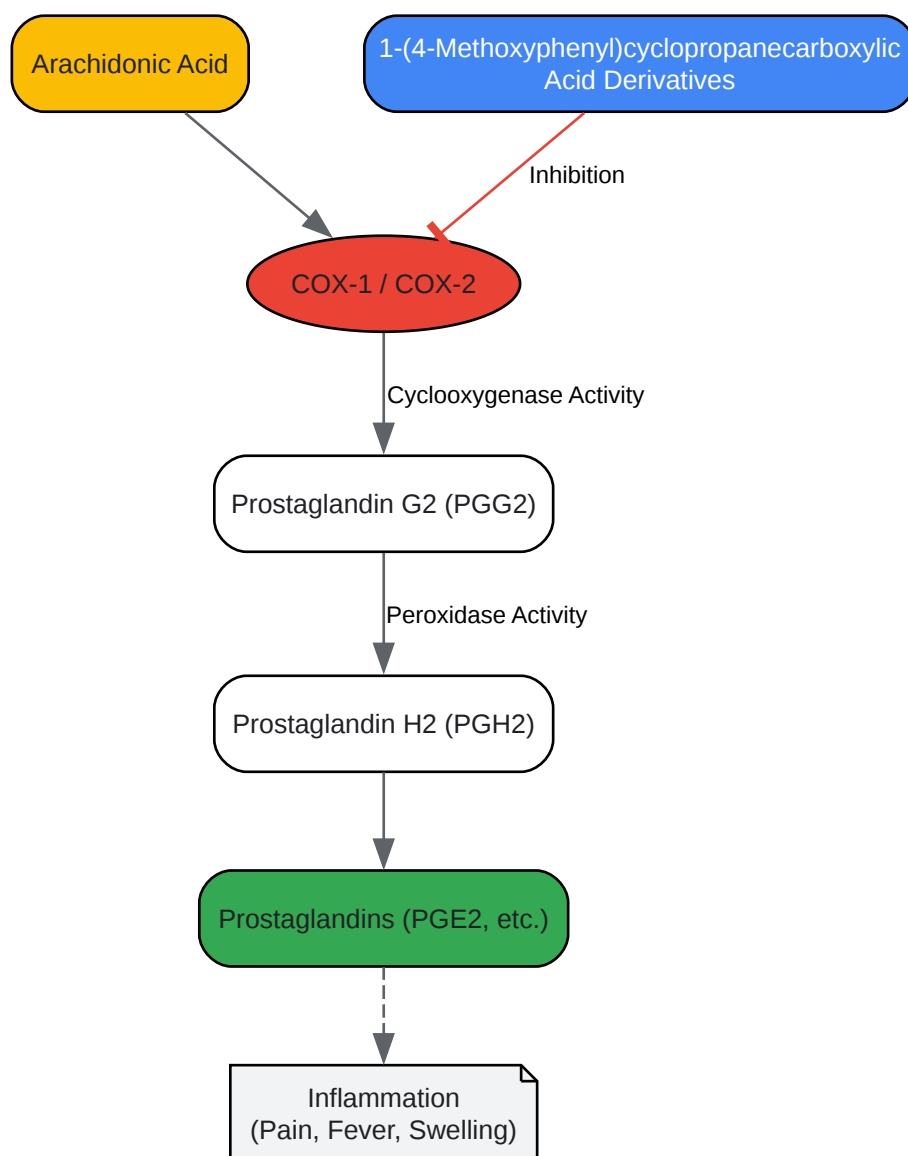 Arachidonic Acid
1-(4-Methoxyphenyl)cyclopropanecarboxylic
Acid Derivatives
Inhibition
COX-1 / COX-2
Cyclooxygenase Activity
Prostaglandin G2 (PGG2)
Peroxidase Activity
Prostaglandin H2 (PGH2)
Prostaglandins (PGE2, etc.)
Inflammation
(Pain, Fever, Swelling)